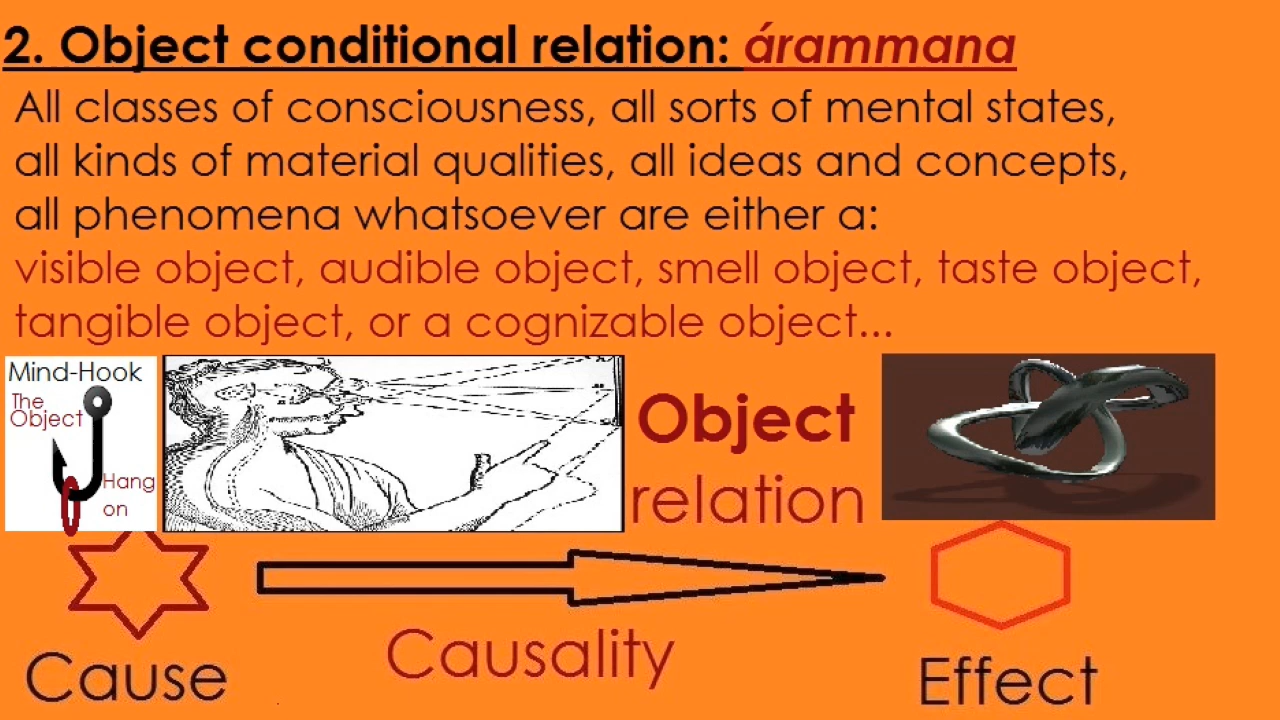 2. Object conditional relation: árammana
All classes of consciousness, all sorts of mental states,
all kinds of material qualities, all ideas and concepts,
all phenomena whatsoever are either a:
visible object, audible object, smell object, taste object,
tangible object, or a cognizable object...
Mind-Hook
The
Object
Hang
on
Object
relation
Cause
Causality
Effect